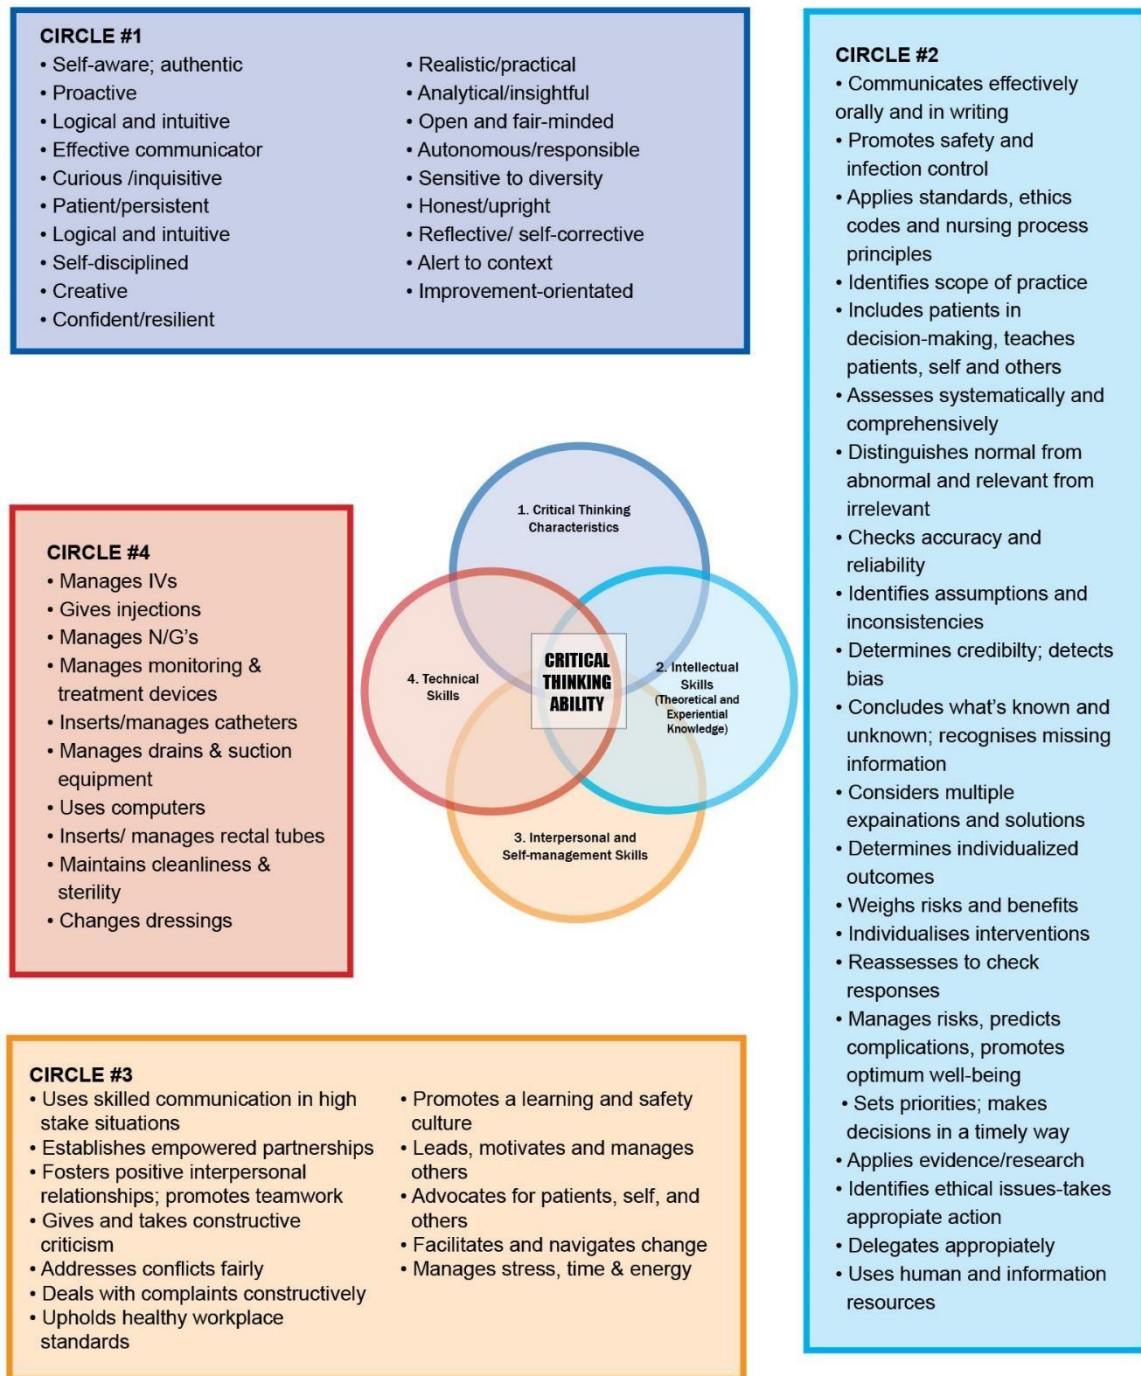 CIRCLE #1
• Self-aware; authentic
• Proactive
• Logical and intuitive
• Effective communicator
• Curious /inquisitive
• Patient/persistent
• Logical and intuitive
• Self-disciplined
• Creative
• Confident/resilient
• Realistic/practical
• Analytical/insightful
• Open and fair-minded
• Autonomous/responsible
• Sensitive to diversity
• Honest/upright
• Reflective/ self-corrective
• Alert to context
• Improvement-orientated
CIRCLE #2
• Communicates effectively
orally and in writing
• Promotes safety and
infection control
• Applies standards, ethics
codes and nursing process
principles
• Identifies scope of practice
• Includes patients in
decision-making, teaches
patients, self and others
• Assesses systematically and
comprehensively
• Distinguishes normal from
abnormal and relevant from
irrelevant
• Checks accuracy and
reliability
• Identifies assumptions and
inconsistencies
• Determines credibilty; detects
bias
• Concludes what's known and
unknown; recognises missing
information
• Considers multiple
expainations and solutions
• Determines individualized
outcomes
• Weighs risks and benefits
• Individualises interventions
• Reassesses to check
responses
• Manages risks, predicts
complications, promotes
optimum well-being
• Sets priorities; makes
decisions in a timely way
• Applies evidence/research
• Identifies ethical issues-takes
appropiate action
• Delegates appropiately
• Uses human and information
resources
1. Critical Thinking
Characteristics
4. Technical
Skills
CRITICAL
THINKING
ABILITY
2. Intellectual
Skills
(Theoretical and
Experiential
Knowledge)
3. Interpersonal and
Self-management Skills
CIRCLE #4
• Manages IVs
• Gives injections
• Manages N/G's
• Manages monitoring &
treatment devices
• Inserts/manages catheters
• Manages drains & suction
equipment
• Uses computers
• Inserts/ manages rectal tubes
• Maintains cleanliness &
sterility
• Changes dressings
CIRCLE #3
• Uses skilled communication in high
stake situations
• Establishes empowered partnerships
• Fosters positive interpersonal
relationships; promotes teamwork
• Gives and takes constructive
criticism
• Addresses conflicts fairly
• Deals with complaints constructively
• Upholds healthy workplace
standards
• Promotes a learning and safety
culture
• Leads, motivates and manages
others
• Advocates for patients, self, and
others
• Facilitates and navigates change
• Manages stress, time & energy